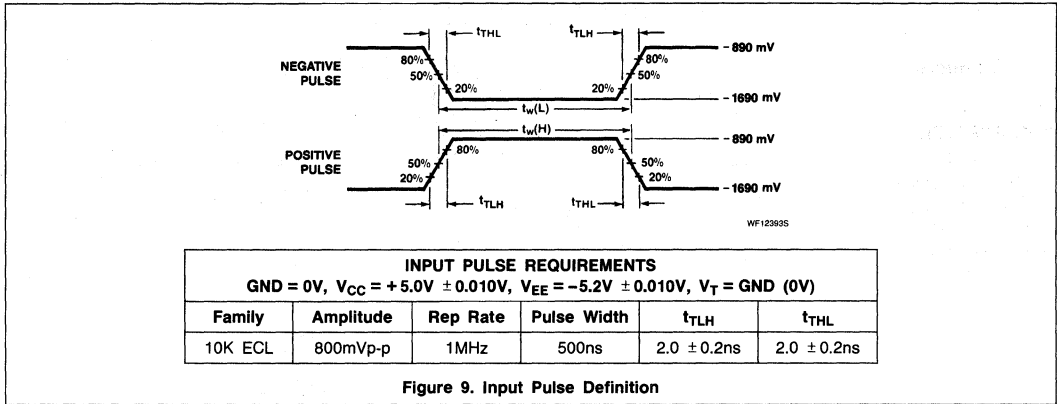 tTHL tTLH
NEGATIVE PULSE
80% 80% -890 mV
50% 50%
20% 20%
-1690 mV
tw(L)
tw(H)
-890 mV
POSITIVE PULSE
80% 80%
50% 50%
20% 20%
-1690 mV
tTLH tTHL
WF12393S
INPUT PULSE REQUIREMENTS
GND = 0V, VCC = +5.0V ±0.010V, VEE = -5.2V ±0.010V, VT = GND (0V)
Family Amplitude Rep Rate Pulse Width tTLH tTHL
10K ECL 800mVp-p 1MHz 500ns 2.0 ±0.2ns 2.0 ±0.2ns
Figure 9. Input Pulse Definition